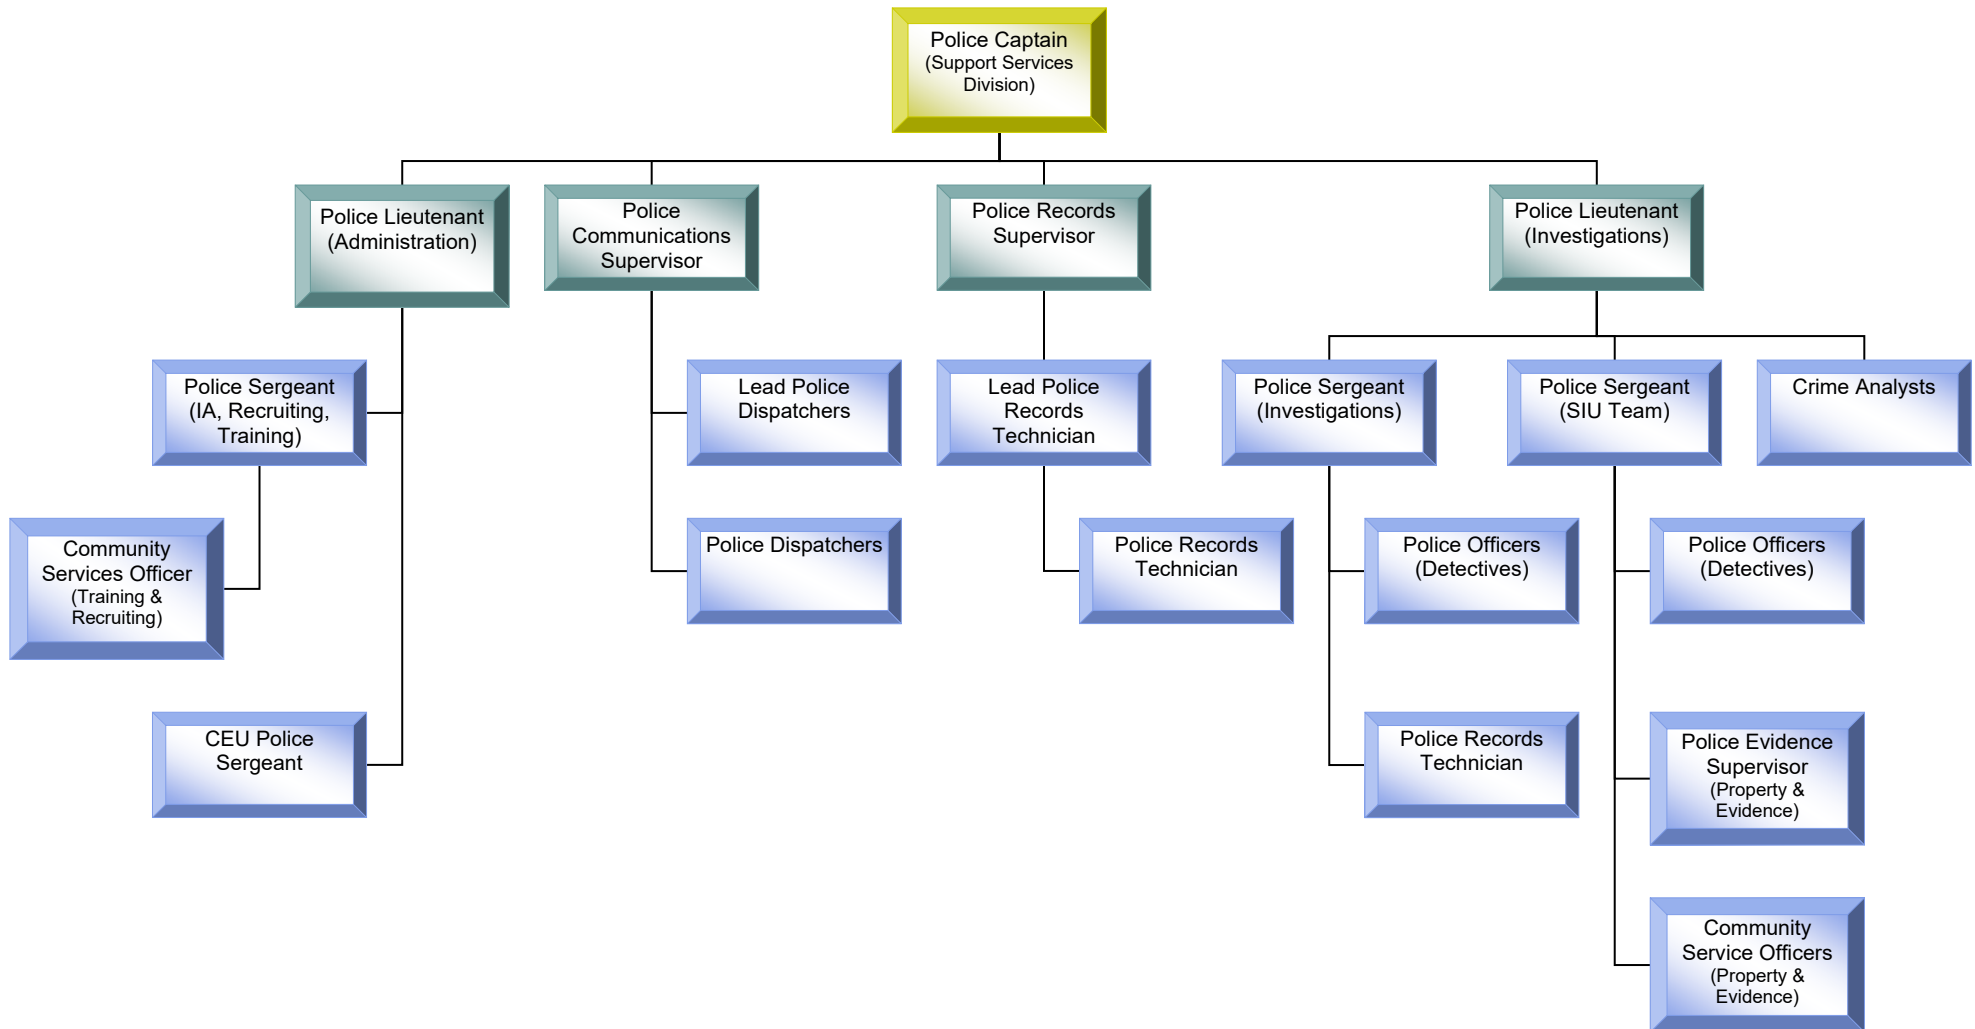 Police Captain
(Support Services
Division)
Police Lieutenant
(Administration)
Police
Communications
Supervisor
Police Records
Supervisor
Police Lieutenant
(Investigations)
Police Sergeant
(IA, Recruiting,
Training)
Lead Police
Dispatchers
Lead Police
Records
Technician
Police Sergeant
(Investigations)
Police Sergeant
(SIU Team)
Crime Analysts
Community
Services Officer
(Training &
Recruiting)
Police Dispatchers
Police Records
Technician
Police Officers
(Detectives)
Police Officers
(Detectives)
CEU Police
Sergeant
Police Records
Technician
Police Evidence
Supervisor
(Property &
Evidence)
Community
Service Officers
(Property &
Evidence)